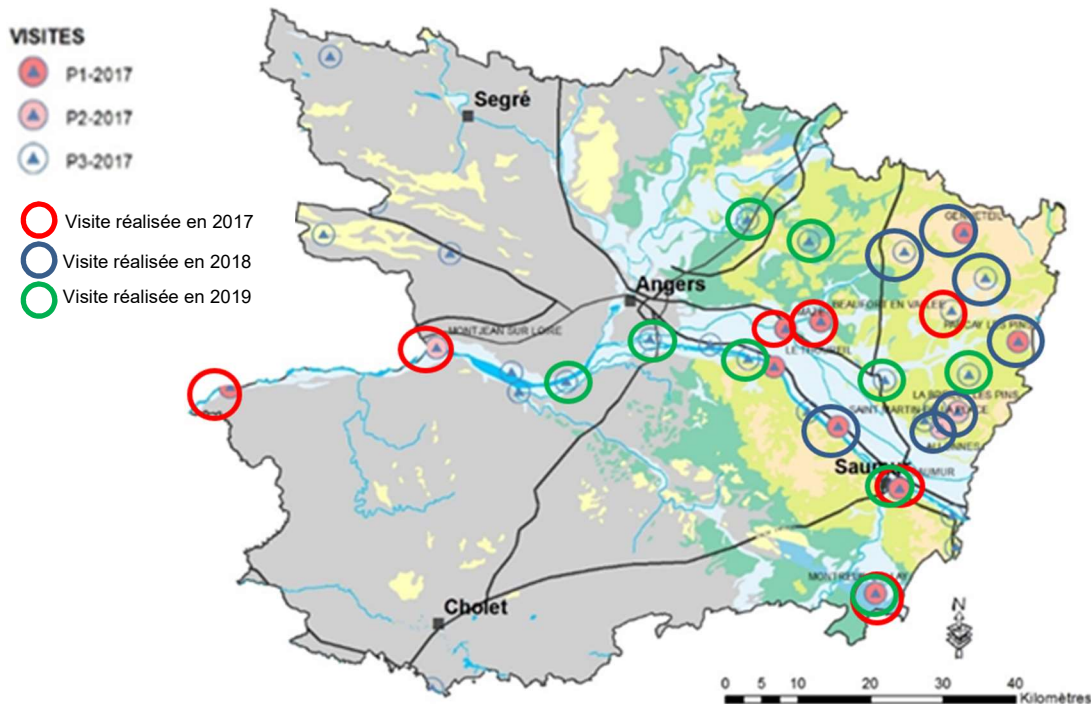 VISITES
P1-2017
P2-2017
P3-2017
Visite réalisée en 2017
Visite réalisée en 2018
Visite réalisée en 2019
Segré
Angers
BEAUFORT EN VALLEE
MONTJEAN SUR LOIRE
SAINT MARTIN
Saumur
SAUMUR
Cholet
N
0 5 10 20 30 40
Kilomètres